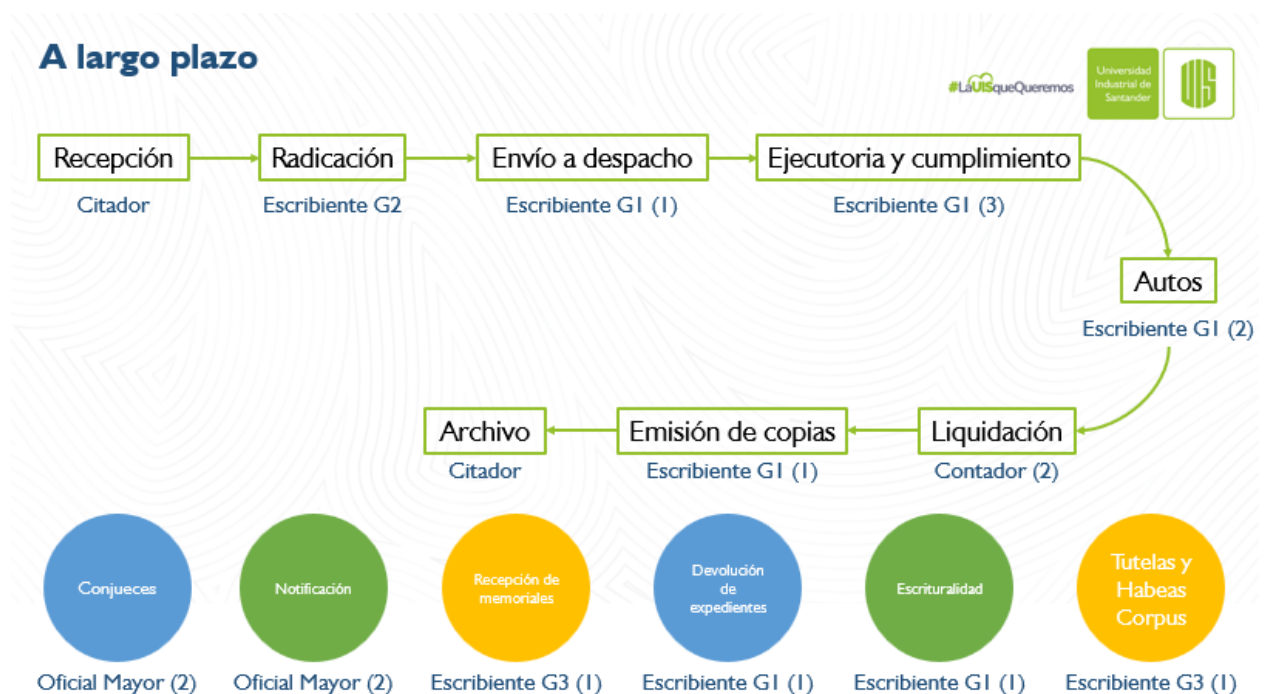 A largo plazo
#LaUISqueQueremos
Universidad
Industrial de
Santander
UIS
Recepción
Radicación
Envío a despacho
Ejecutoria y cumplimiento
Citador
Escribiente G2
Escribiente G1 (1)
Escribiente G1 (3)
Autos
Escribiente G1 (2)
Archivo
Emisión de copias
Liquidación
Citador
Escribiente G1 (1)
Contador (2)
Conjueces
Notificación
Recepción de
memoriales
Devolución
de
expedientes
Escrituralidad
Tutelas y
Habeas
Corpus
Oficial Mayor (2)
Oficial Mayor (2)
Escribiente G3 (1)
Escribiente G1 (1)
Escribiente G1 (1)
Escribiente G3 (1)